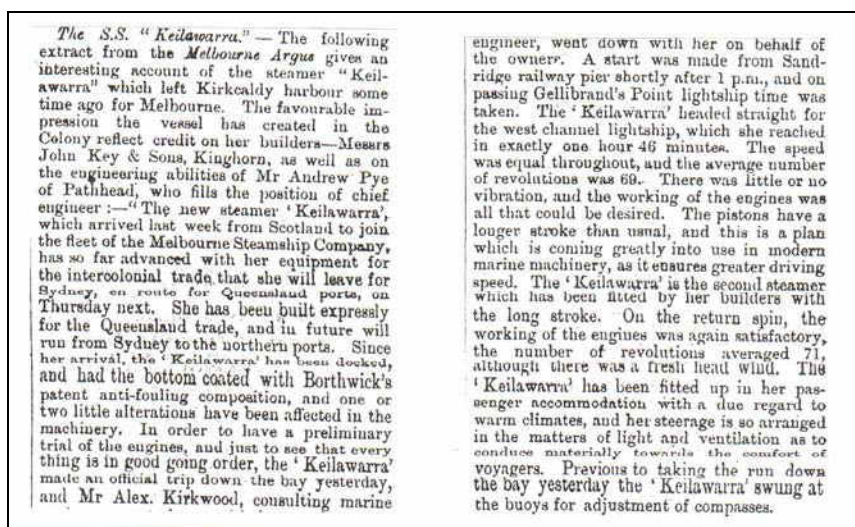 The S.S. "Keilawarra."—The following
extract from the Melbourne Argus gives an
interesting account of the steamer "Keil-
awarra" which left Kirkcaldy harbour some
time ago for Melbourne. The favourable im-
pression the vessel has created in the
Colony reflect credit on her builders—Messrs
John Key & Sons, Kinghorn, as well as on
the engineering abilities of Mr Andrew Pye
of Pathhead, who fills the position of chief
engineer :—"The new steamer 'Keilawarra',
which arrived last week from Scotland to join
the fleet of the Melbourne Steamship Company,
has so far advanced with her equipment for
the intercolonial trade that she will leave for
Sydney, en route for Queensland ports, on
Thursday next. She has been built expressly
for the Queensland trade, and in future will
run from Sydney to the northern ports. Since
her arrival, the 'Keilawarra' has been docked,
and had the bottom coated with Borthwick's
patent anti-fouling composition, and one or
two little alterations have been affected in the
machinery. In order to have a preliminary
trial of the engines, and just to see that every
thing is in good going order, the 'Keilawarra'
made an official trip down the bay yesterday,
and Mr Alex. Kirkwood, consulting marine
engineer, went down with her on behalf of
the owners. A start was made from Sand-
ridge railway pier shortly after 1 p.m., and on
passing Gellibrand's Point lightship time was
taken. The 'Keilawarra' headed straight for
the west channel lightship, which she reached
in exactly one hour 46 minutes. The speed
was equal throughout, and the average number
of revolutions was 69. There was little or no
vibration, and the working of the engines was
all that could be desired. The pistons have a
longer stroke than usual, and this is a plan
which is coming greatly into use in modern
marine machinery, as it ensures greater driving
speed. The 'Keilawarra' is the second steamer
which has been fitted by her builders with
the long stroke. On the return spin, the
working of the engines was again satisfactory,
the number of revolutions averaged 71,
although there was a fresh head wind. The
'Keilawarra' has been fitted up in her pas-
senger accommodation with a due regard to
warm climates, and her steerage is so arranged
in the matters of light and ventilation as to
conduce materially towards the comfort of
voyagers. Previous to taking the run down
the bay yesterday the 'Keilawarra' swung at
the buoys for adjustment of compasses.